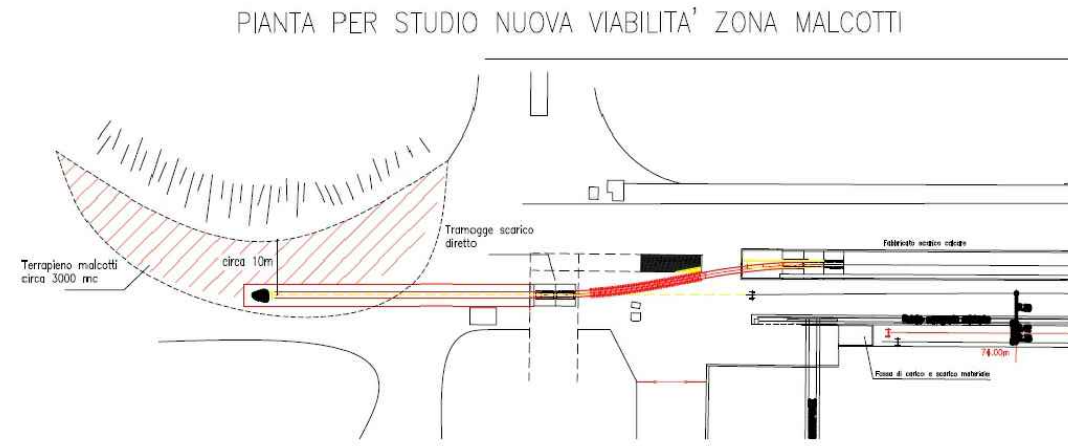 PIANTA PER STUDIO NUOVA VIABILITA' ZONA MALCOTTI
Tramogge scarico
diretto
Fabbricato scarico calcare
Terrapieno malcotti
circa 3000 mc
circa 10m
74.00m
Fossa di carico e scarico materiale